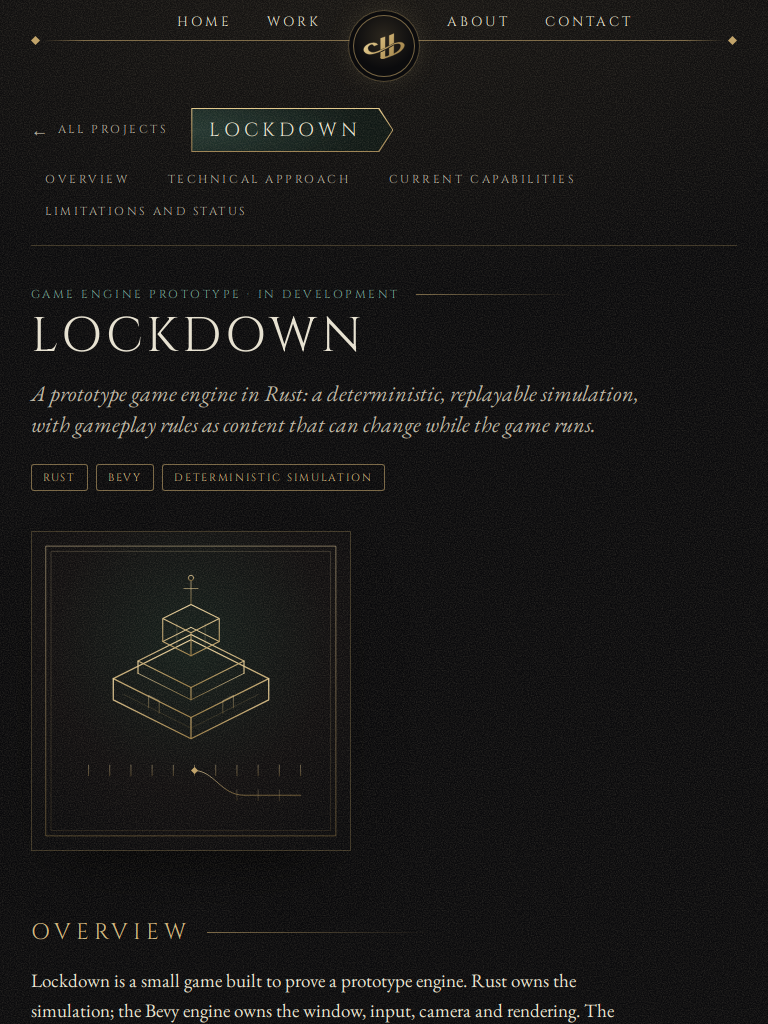 HOME WORK ABOUT CONTACT
← ALL PROJECTS LOCKDOWN
OVERVIEW TECHNICAL APPROACH CURRENT CAPABILITIES
LIMITATIONS AND STATUS
GAME ENGINE PROTOTYPE · IN DEVELOPMENT
LOCKDOWN
A prototype game engine in Rust: a deterministic, replayable simulation,
with gameplay rules as content that can change while the game runs.
RUST BEVY DETERMINISTIC SIMULATION
OVERVIEW
Lockdown is a small game built to prove a prototype engine. Rust owns the
simulation; the Bevy engine owns the window, input, camera and rendering. The